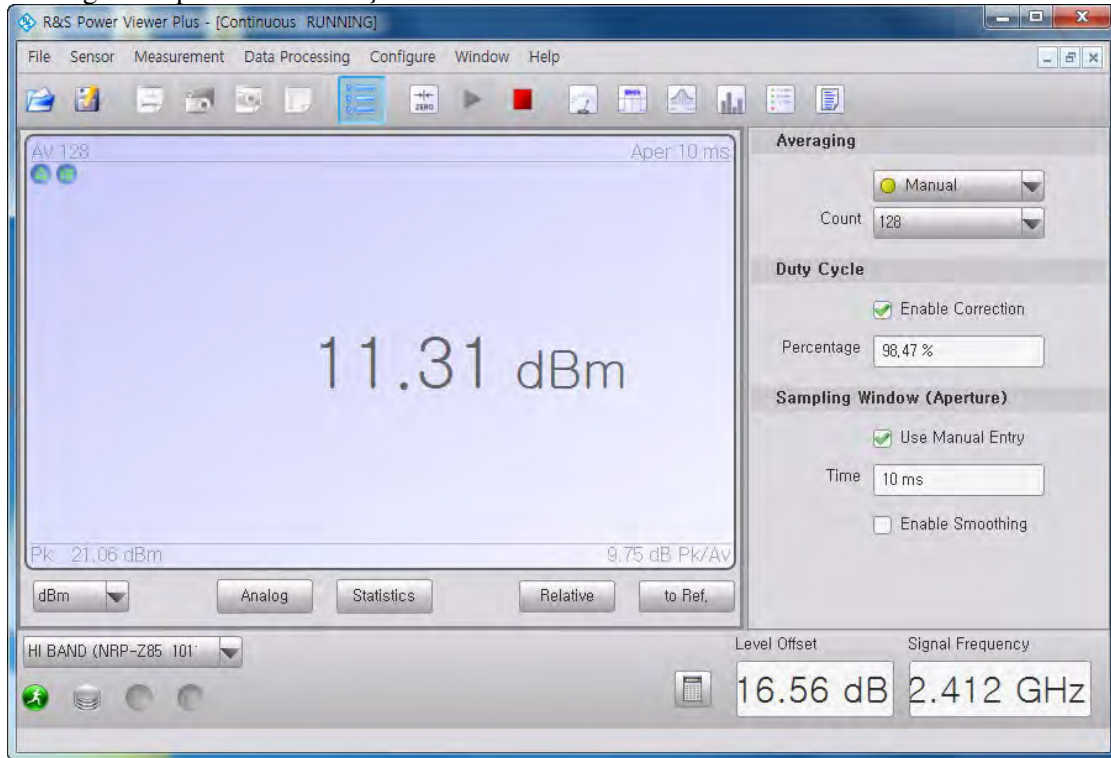 R&S Power Viewer Plus - [Continuous RUNNING]
File Sensor Measurement Data Processing Configure Window Help
ZERO
AV 128 Aper 10 ms
11.31 dBm
Pk 21.06 dBm 9.75 dB Pk/Av
dBm Analog Statistics Relative to Ref.
Averaging
Manual
Count 128
Duty Cycle
Enable Correction
Percentage 98.47 %
Sampling Window (Aperture)
Use Manual Entry
Time 10 ms
Enable Smoothing
HI BAND (NRP-Z85 101
Level Offset Signal Frequency
16.56 dB 2.412 GHz